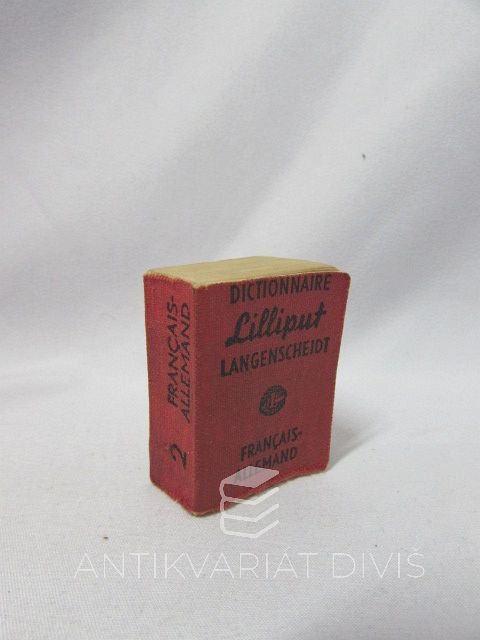 FRANÇAIS-
ALLEMAND
2
DICTIONNAIRE
Lilliput
LANGENSCHEIDT
FRANÇAIS-
ALLEMAND
ANTIKVARIÁT DIVIŠ